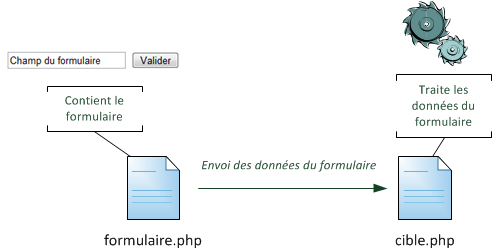 Champ du formulaire Valider
Contient le
formulaire
Traite les
données du
formulaire
Envoi des données du formulaire
formulaire.php
cible.php